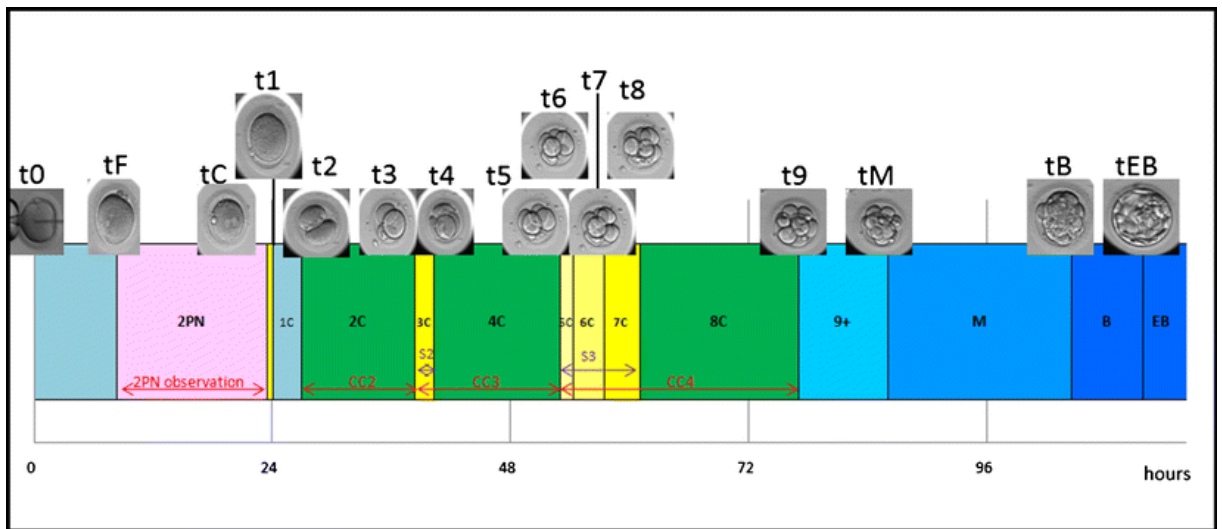 t1
t7
t6
t8
t0
tF
tC
t2
t3
t4
t5
t9
tM
tB
tEB
2PN
1C
2C
3C
4C
5C
6C
7C
8C
9+
M
B
EB
S2
S3
2PN observation
CC2
CC3
CC4
0
24
48
72
96
hours